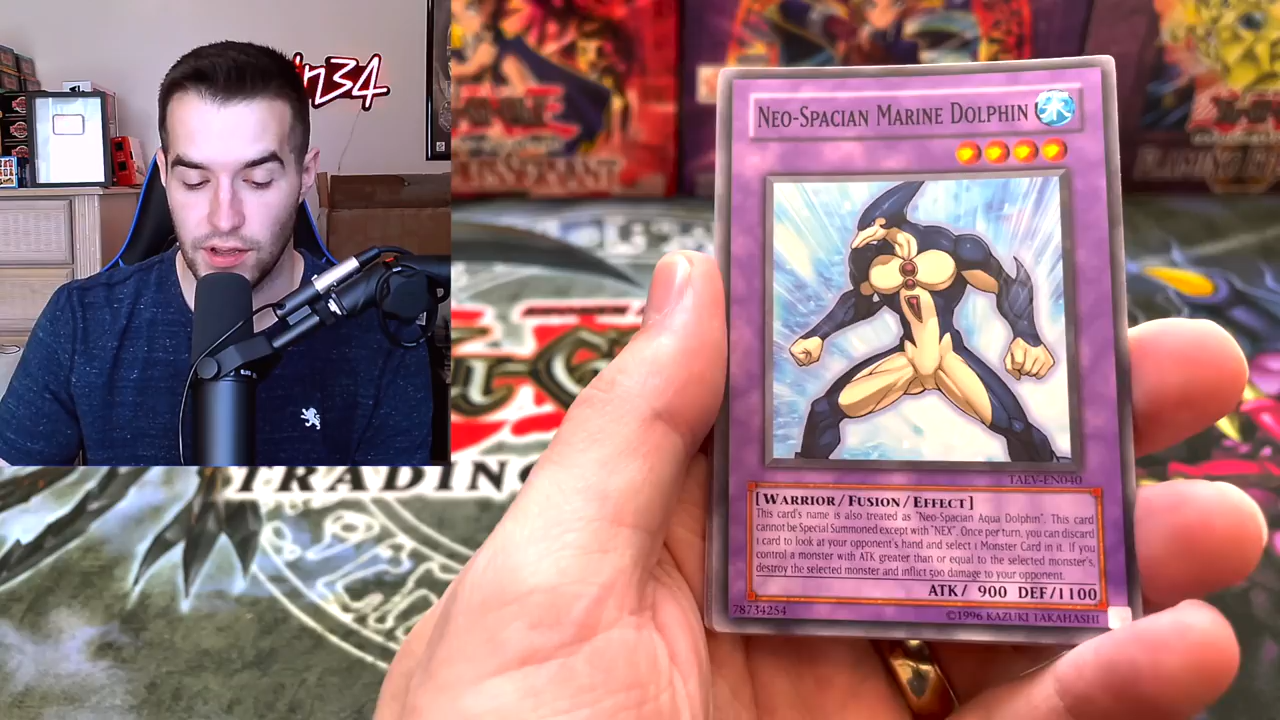 n34
NEO-SPACIAN MARINE DOLPHIN
TAEV-EN040
[WARRIOR/FUSION/EFFECT]
This card's name is also treated as "Neo-Spacian Aqua Dolphin". This card
cannot be Special Summoned except with "NEX". Once per turn, you can discard
1 card to look at your opponent's hand and select 1 Monster Card in it. If you
control a monster with ATK greater than or equal to the selected monster's,
destroy the selected monster and inflict 500 damage to your opponent.
ATK/ 900 DEF/1100
78734254
©1996 KAZUKI TAKAHASHI
TRADING